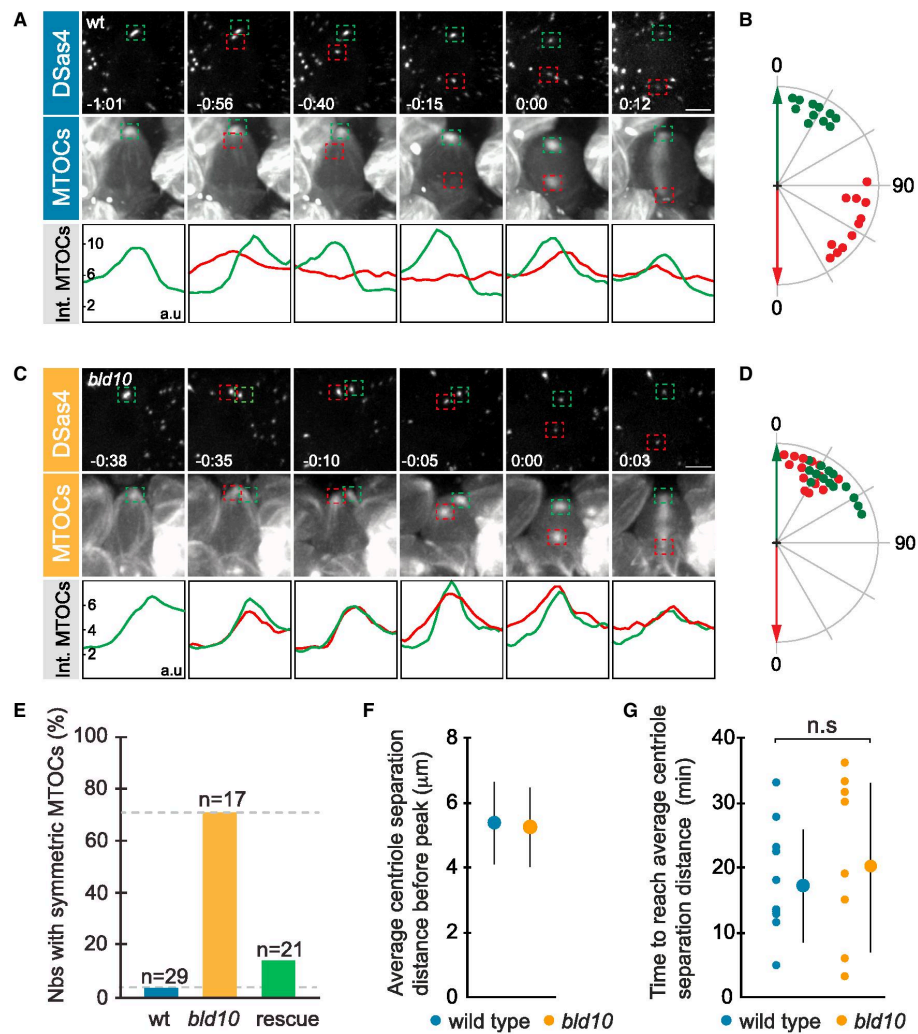 A
wt
DSas4
-1:01
-0:56
-0:40
-0:15
0:00
0:12
MTOCs
Int. MTOCs
10
6
2
a.u
B
0
90
0
C
bld10
DSas4
-0:38
-0:35
-0:10
-0:05
0:00
0:03
MTOCs
Int. MTOCs
6
4
2
a.u
D
0
90
0
E
Nbs with symmetric MTOCs (%)
100
80
60
40
20
0
n=29
n=17
n=21
wt
bld10
rescue
F
Average centriole separation
distance before peak (μm)
8
6
4
2
0
wild type
bld10
G
Time to reach average centriole
separation distance (min)
40
30
20
10
0
n.s
wild type
bld10